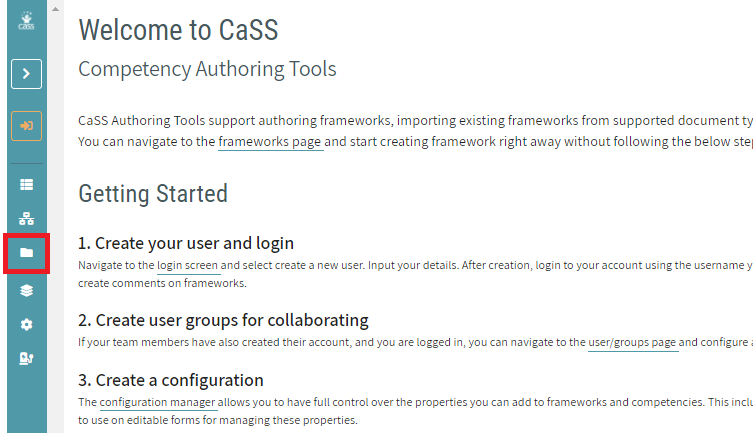 CaSS
Welcome to CaSS
Competency Authoring Tools
CaSS Authoring Tools support authoring frameworks, importing existing frameworks from supported document ty
You can navigate to the frameworks page and start creating framework right away without following the below step
Getting Started
1. Create your user and login
Navigate to the login screen and select create a new user. Input your details. After creation, login to your account using the username y
create comments on frameworks.
2. Create user groups for collaborating
If your team members have also created their account, and you are logged in, you can navigate to the user/groups page and configure a
3. Create a configuration
The configuration manager allows you to have full control over the properties you can add to frameworks and competencies. This inclu
to use on editable forms for managing these properties.